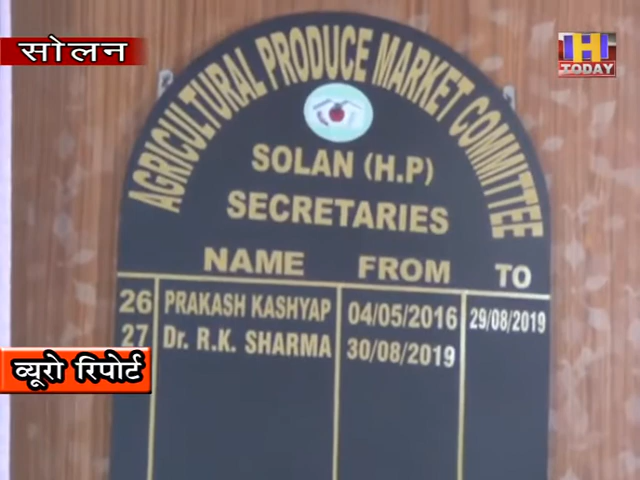 सोलन
H
TODAY
AGRICULTURAL PRODUCE MARKET COMMITTEE
SOLAN (H.P)
SECRETARIES
NAME FROM TO
26 PRAKASH KASHYAP 04/05/2016 29/08/2019
27 Dr. R.K. SHARMA 30/08/2019
व्यूरो रिपोर्ट